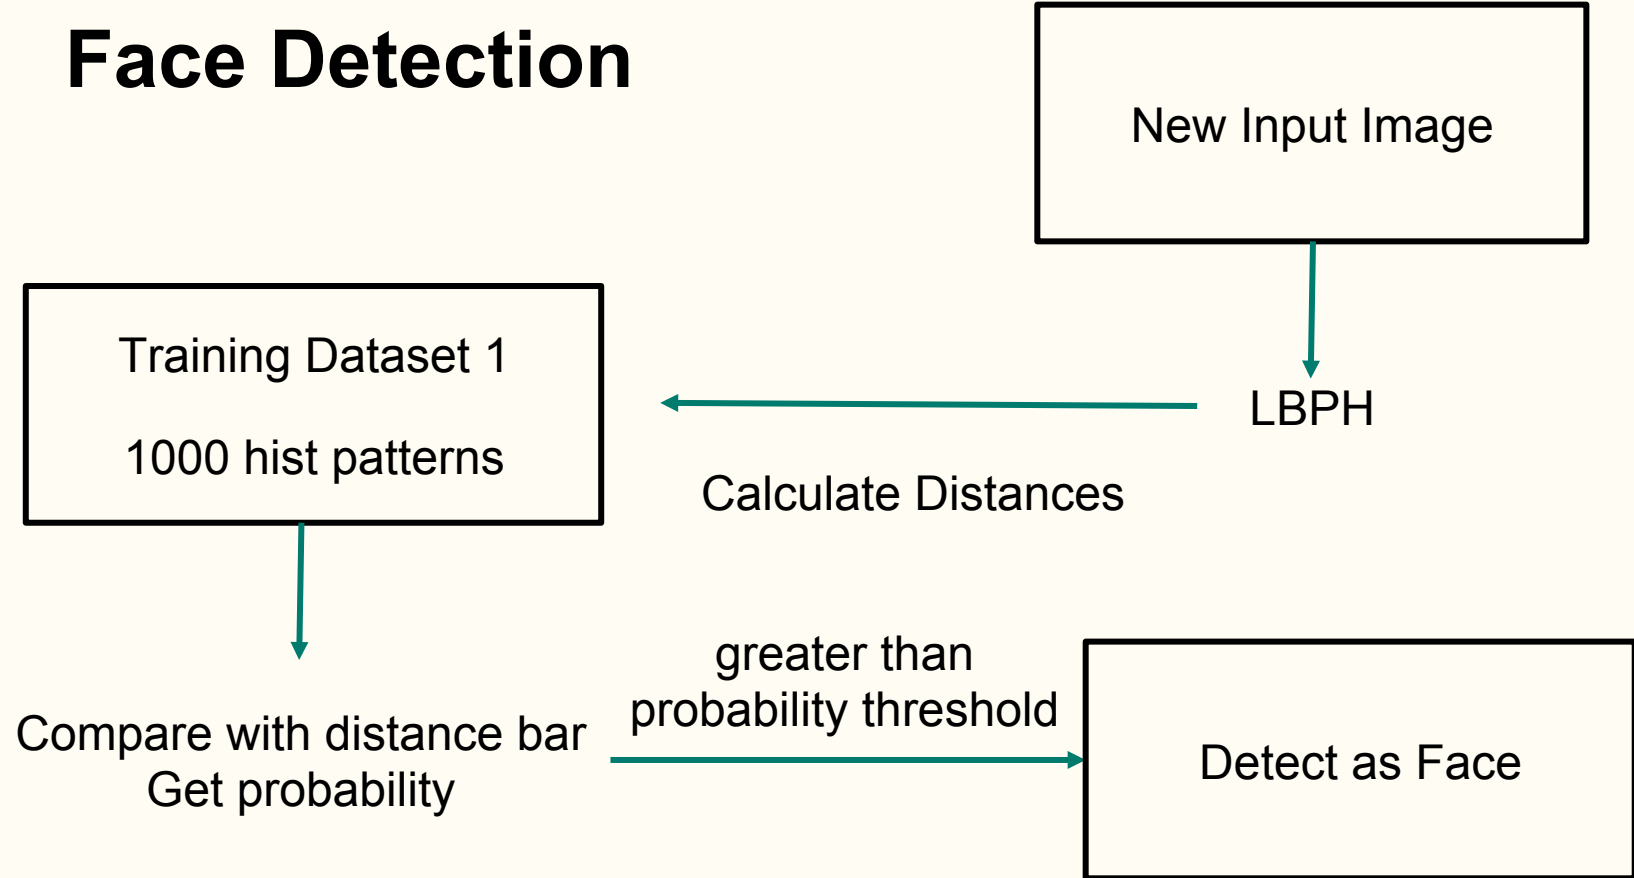 Face Detection
New Input Image
LBPH
Calculate Distances
Training Dataset 1
1000 hist patterns
Compare with distance bar
Get probability
greater than
probability threshold
Detect as Face